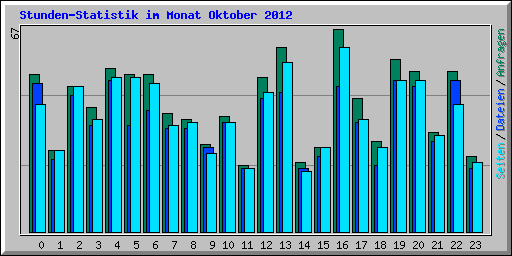 Stunden-Statistik im Monat Oktober 2012
67
Seiten/Dateien/Anfragen
0 1 2 3 4 5 6 7 8 9 10 11 12 13 14 15 16 17 18 19 20 21 22 23